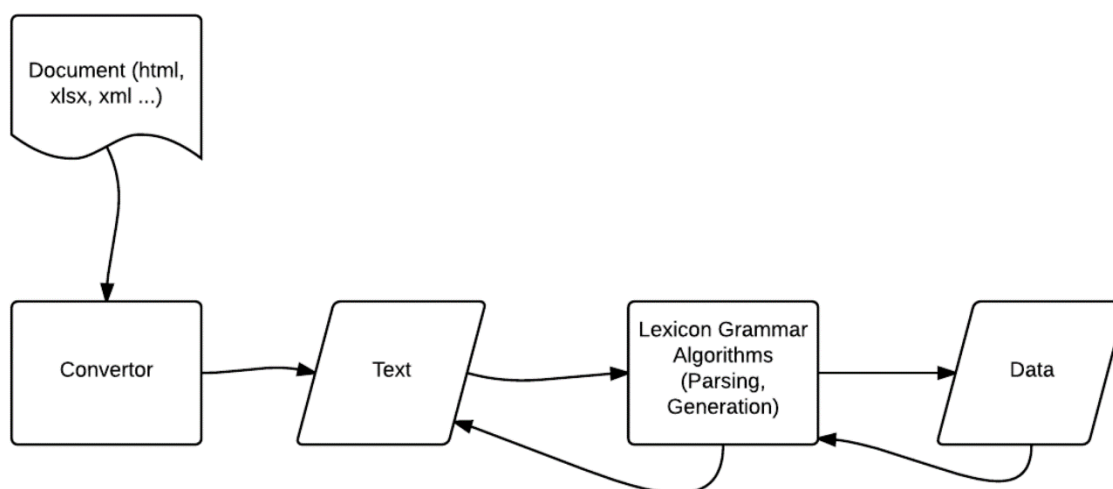 Document (html,
xlsx, xml ...)
Convertor
Text
Lexicon Grammar
Algorithms
(Parsing,
Generation)
Data